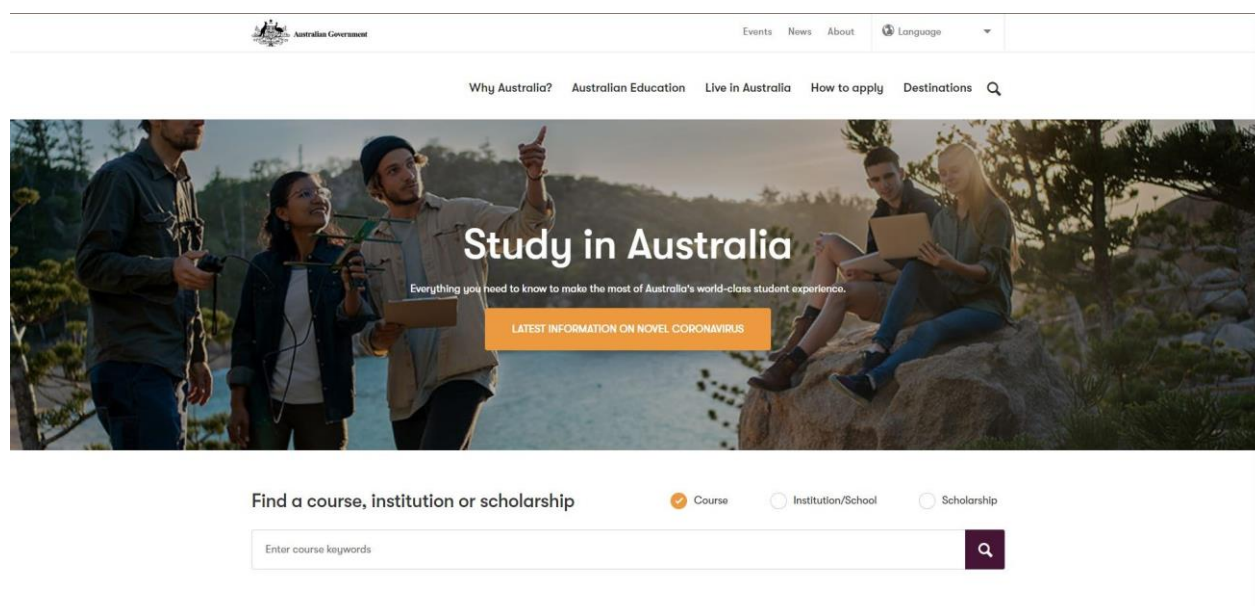 Australian Government
Events News About Language
Why Australia? Australian Education Live in Australia How to apply Destinations
Study in Australia
Everything you need to know to make the most of Australia's world-class student experience.
LATEST INFORMATION ON NOVEL CORONAVIRUS
Find a course, institution or scholarship Course Institution/School Scholarship
Enter course keywords